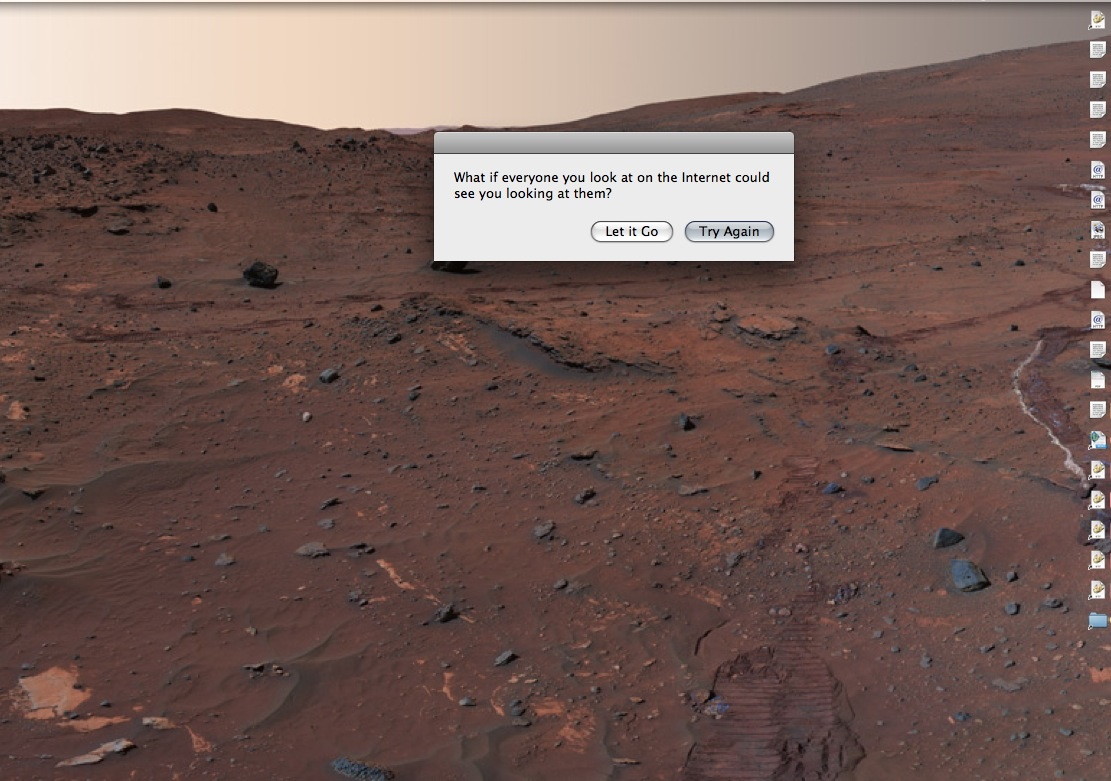 What if everyone you look at on the Internet could
see you looking at them?
Let it Go
Try Again